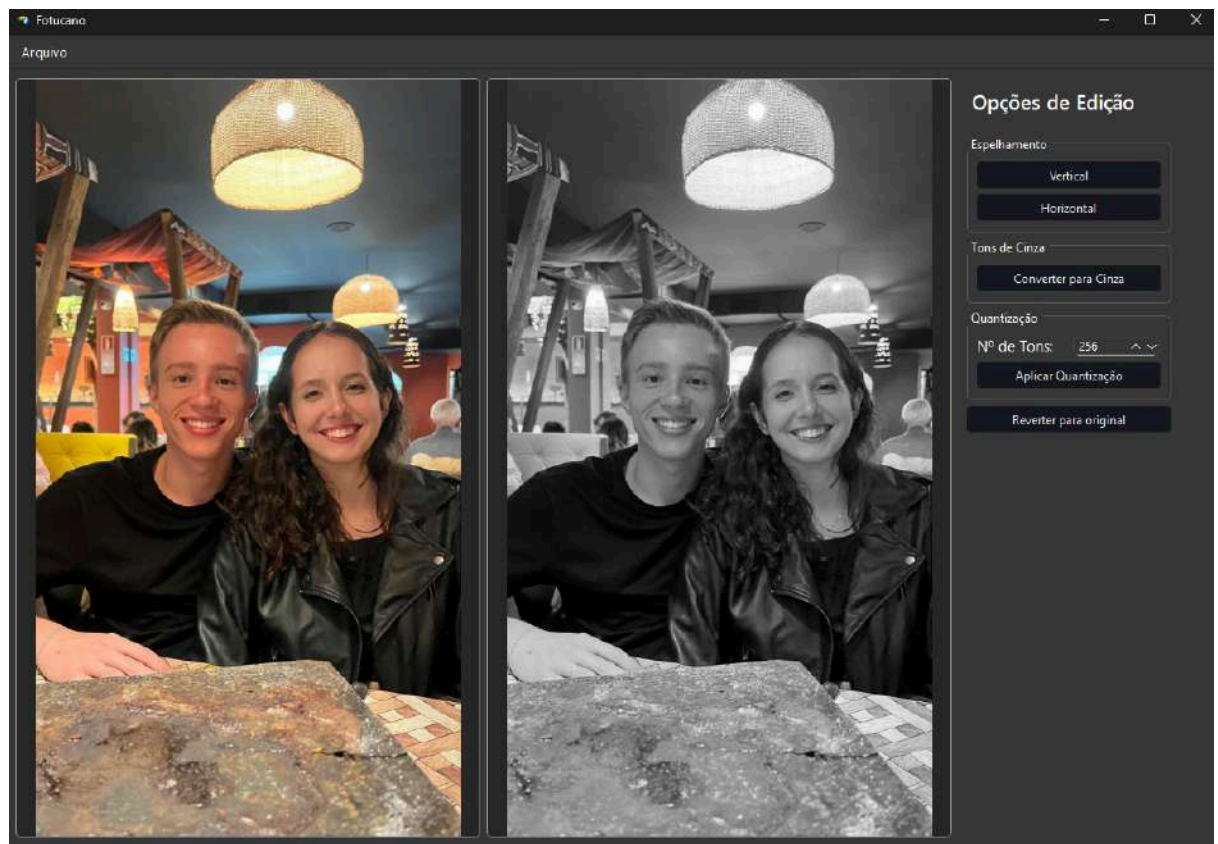 Fotucano
Arquivo
Opções de Edição
Espelhamento
Vertical
Horizontal
Tons de Cinza
Converter para Cinza
Quantização
Nº de Tons: 256
Aplicar Quantização
Reverter para original